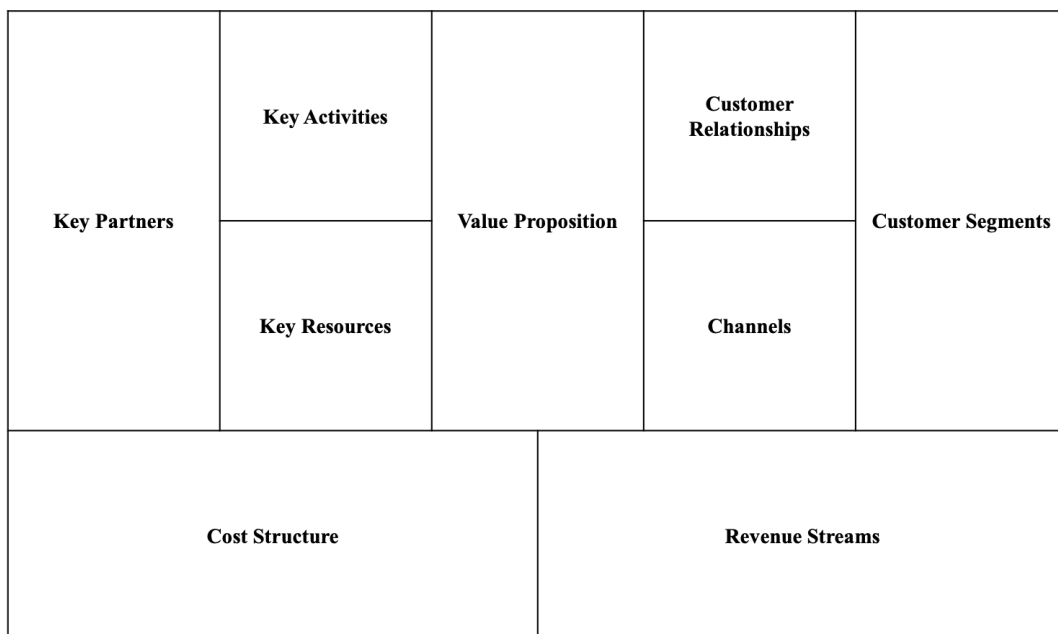 Key Partners
Key Activities
Key Resources
Value Proposition
Customer
Relationships
Channels
Customer Segments
Cost Structure
Revenue Streams